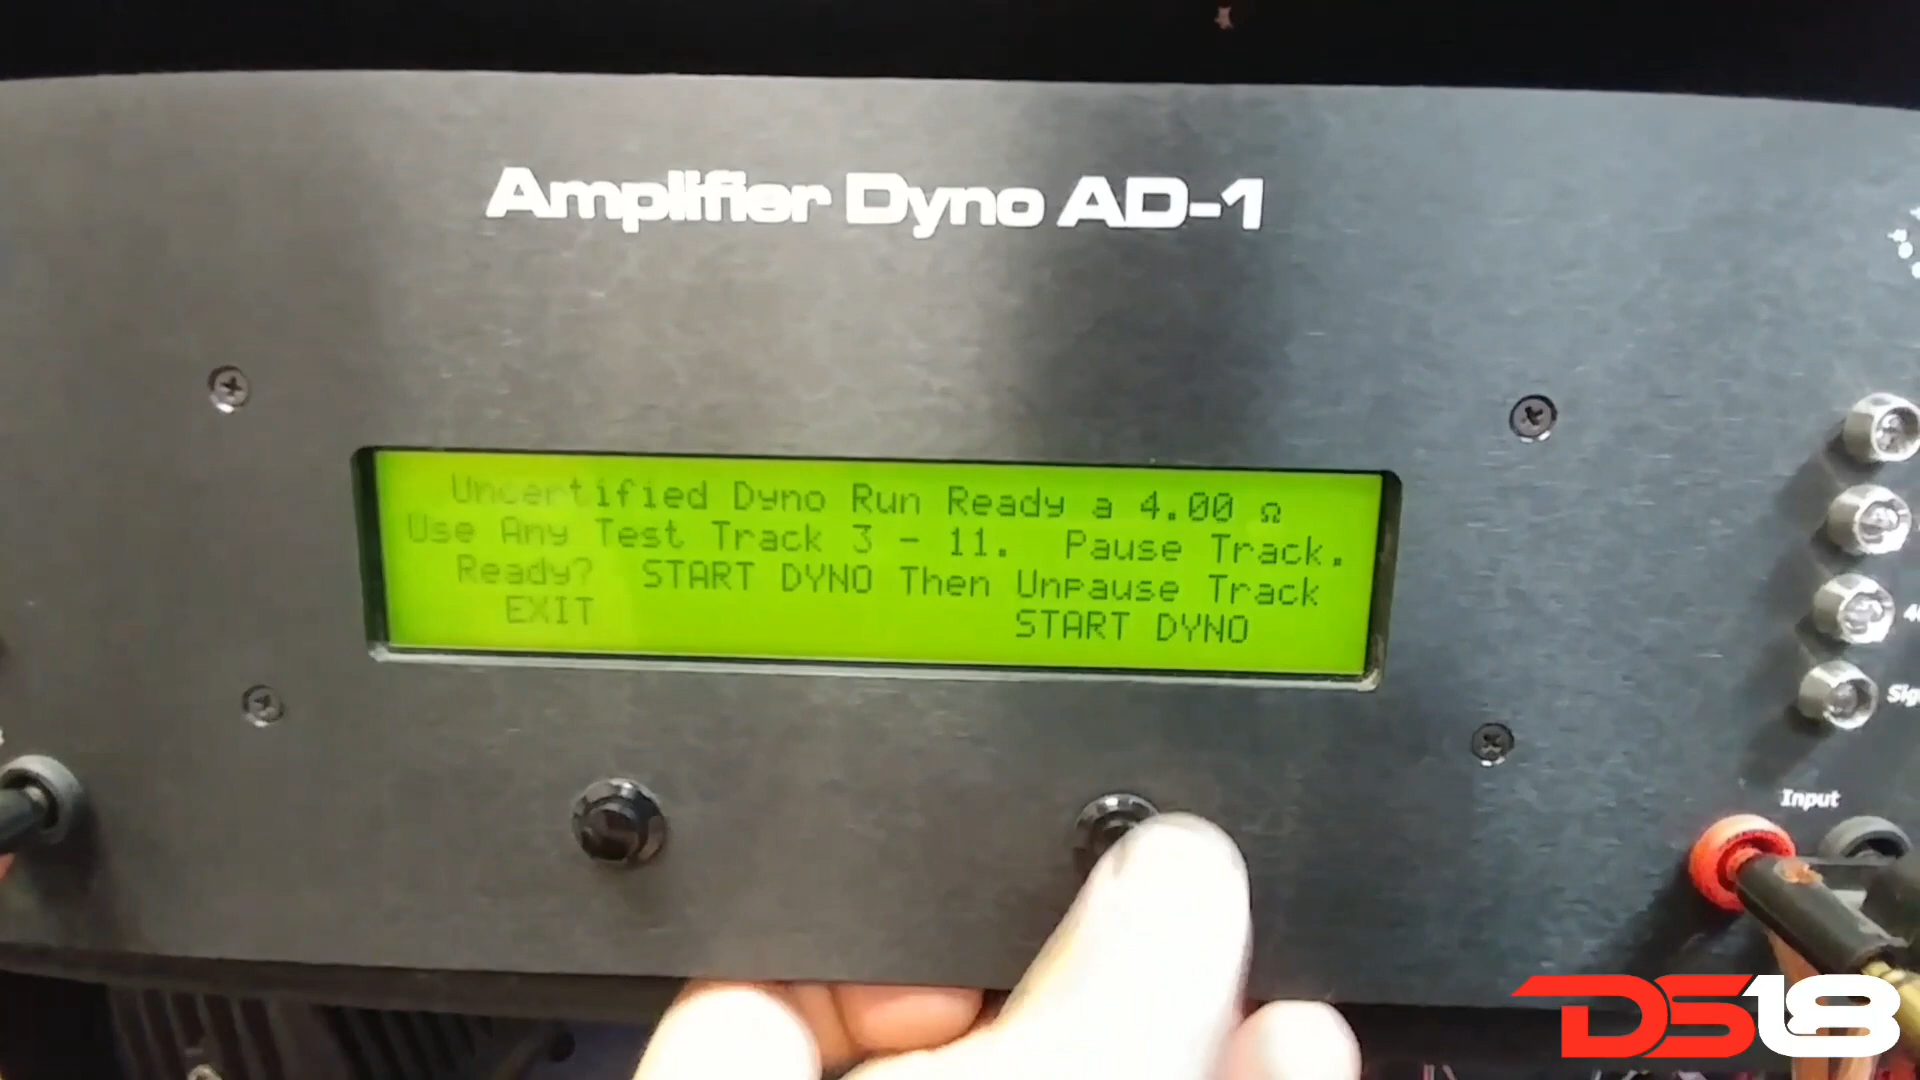 Amplifier Dyno AD-1
Uncertified Dyno Run Ready a 4.00 Ω
Use Any Test Track 3 - 11. Pause Track.
Ready? START DYNO Then Unpause Track
EXIT START DYNO
Input
DS18